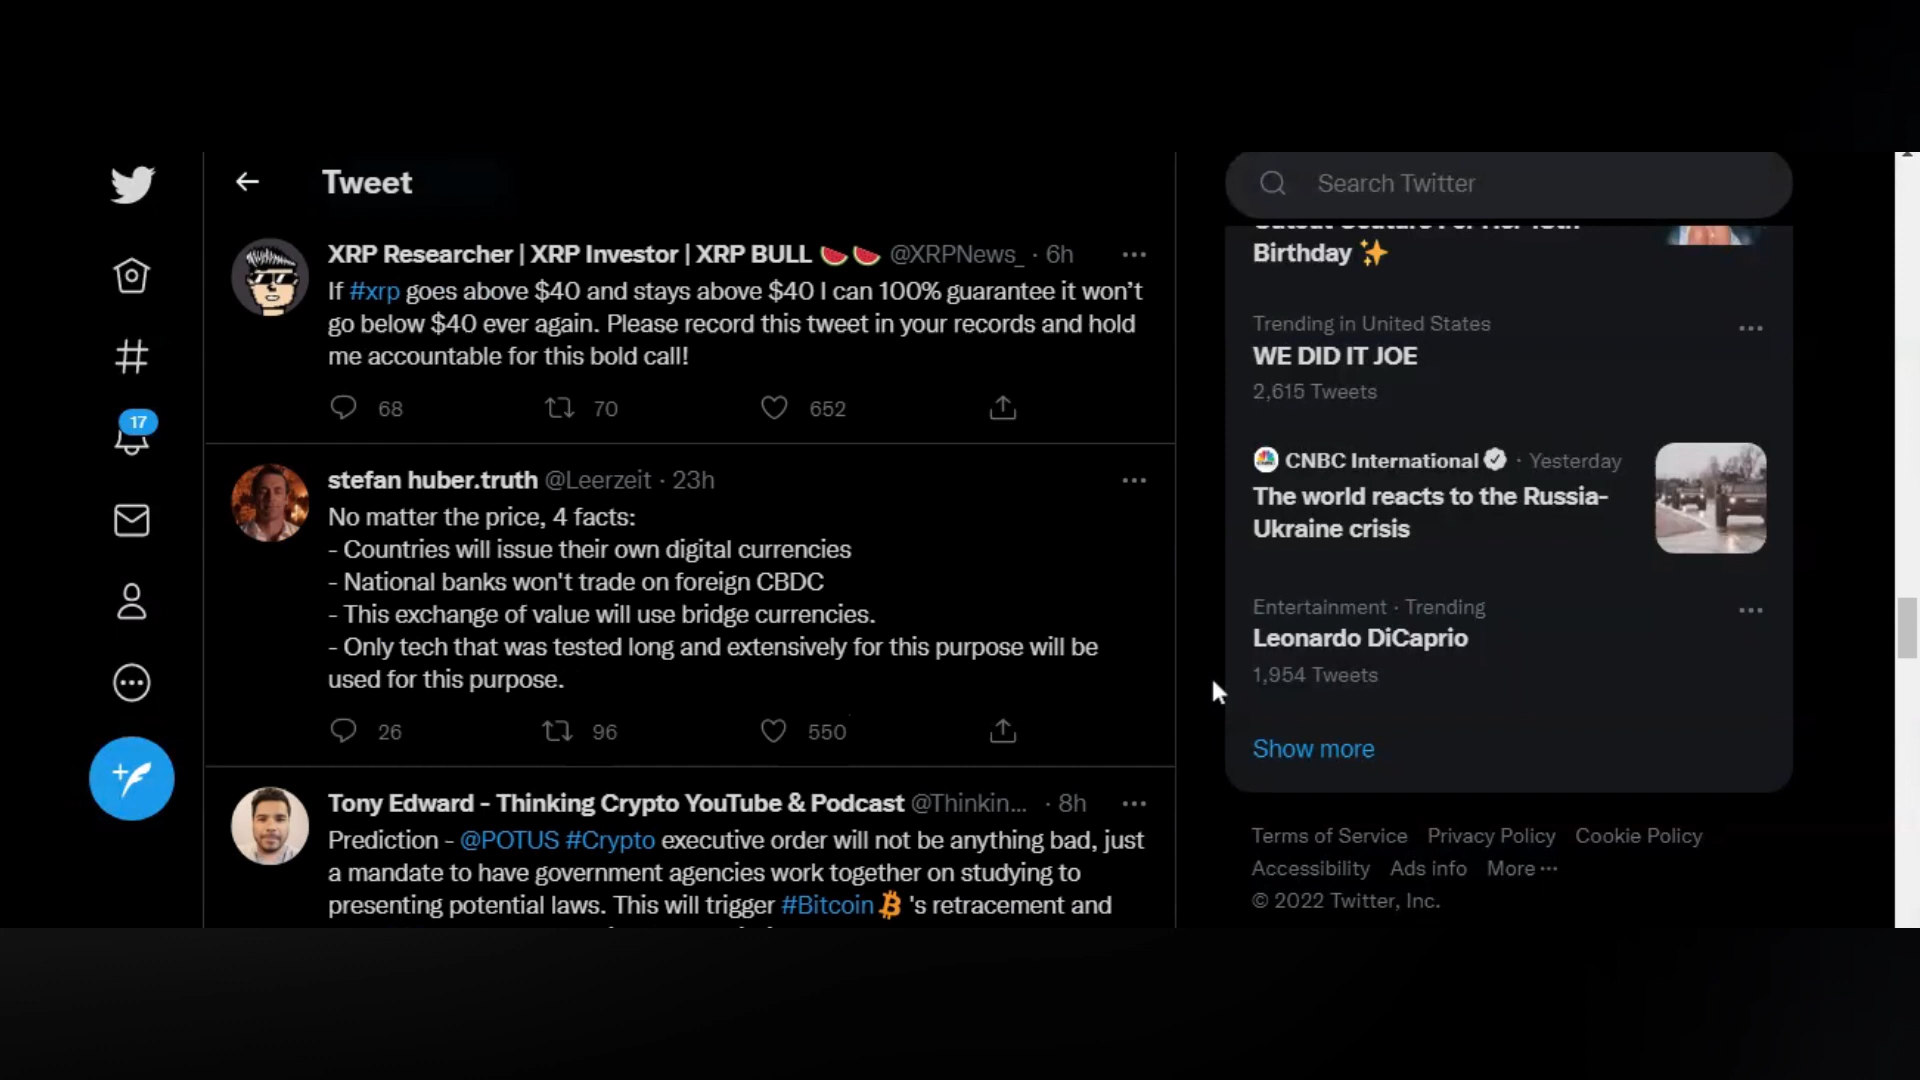 Tweet
XRP Researcher | XRP Investor | XRP BULL 🍉🍉 @XRPNews_ · 6h
If #xrp goes above $40 and stays above $40 I can 100% guarantee it won't
go below $40 ever again. Please record this tweet in your records and hold
me accountable for this bold call!
68 70 652
stefan huber.truth @Leerzeit · 23h
No matter the price, 4 facts:
- Countries will issue their own digital currencies
- National banks won't trade on foreign CBDC
- This exchange of value will use bridge currencies.
- Only tech that was tested long and extensively for this purpose will be
used for this purpose.
26 96 550
Tony Edward - Thinking Crypto YouTube & Podcast @Thinkin... · 8h
Prediction - @POTUS #Crypto executive order will not be anything bad, just
a mandate to have government agencies work together on studying to
presenting potential laws. This will trigger #Bitcoin 's retracement and
17
Search Twitter
Birthday ✨
Trending in United States
WE DID IT JOE
2,615 Tweets
CNBC International · Yesterday
The world reacts to the Russia-
Ukraine crisis
Entertainment · Trending
Leonardo DiCaprio
1,954 Tweets
Show more
Terms of Service Privacy Policy Cookie Policy
Accessibility Ads info More ···
© 2022 Twitter, Inc.